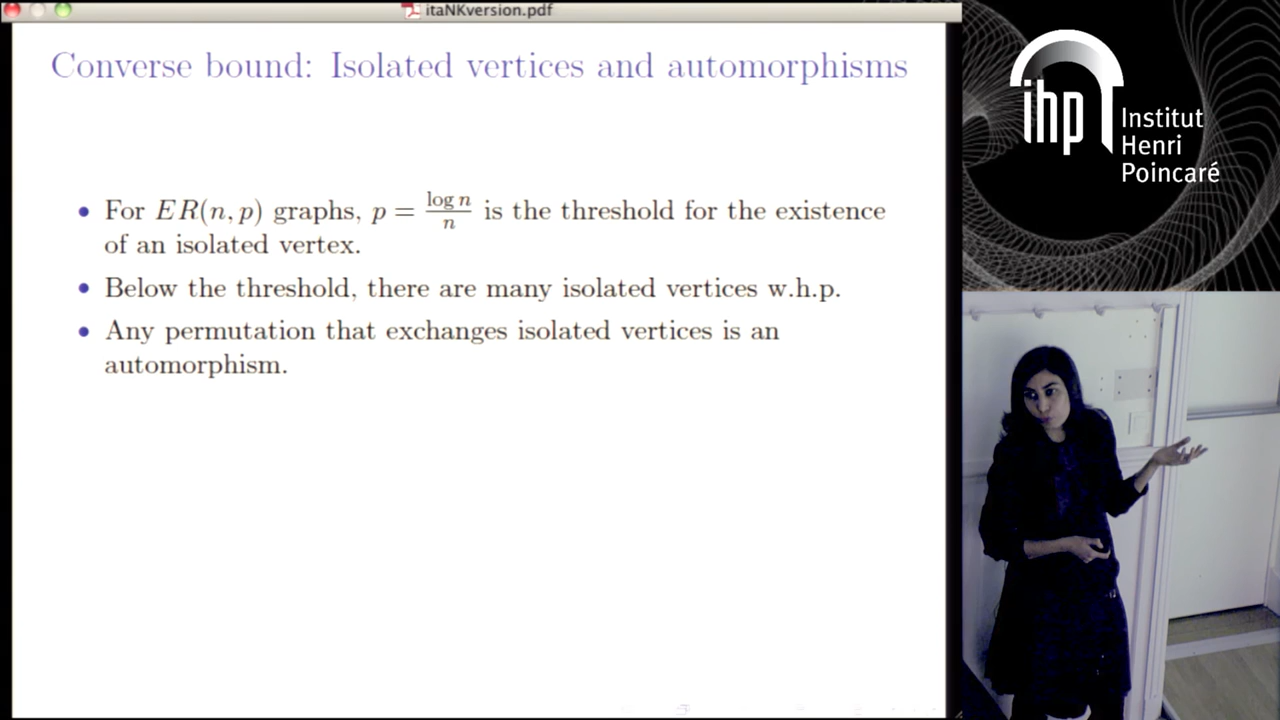 itaNKversion.pdf
Converse bound: Isolated vertices and automorphisms
• For ER(n, p) graphs, p = log n / n is the threshold for the existence
of an isolated vertex.
• Below the threshold, there are many isolated vertices w.h.p.
• Any permutation that exchanges isolated vertices is an
automorphism.
ihp
Institut
Henri
Poincaré